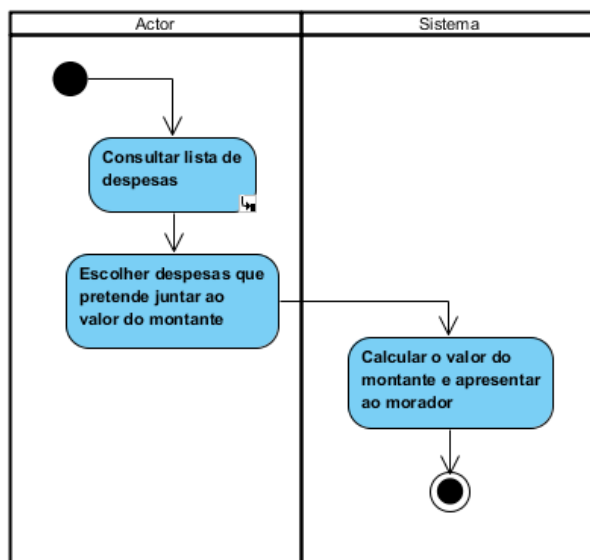 Actor
Sistema
Consultar lista de
despesas
Escolher despesas que
pretende juntar ao
valor do montante
Calcular o valor do
montante e apresentar
ao morador